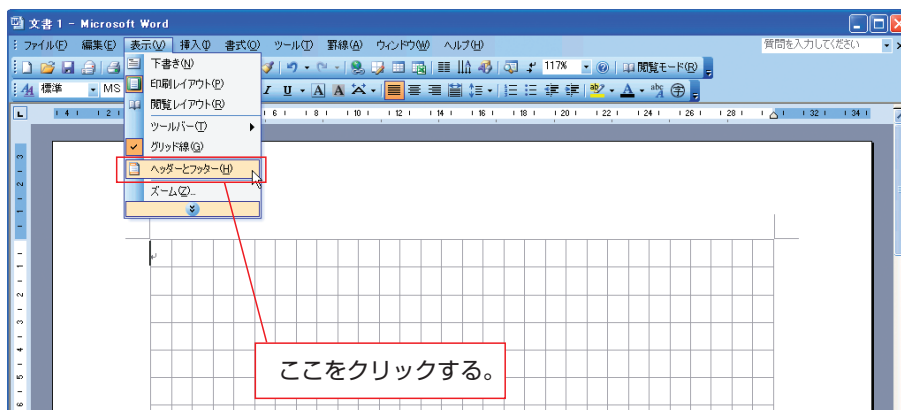 文書 1 - Microsoft Word
ファイル(F) 編集(E) 表示(V) 挿入(I) 書式(O) ツール(T) 罫線(A) ウィンドウ(W) ヘルプ(H) 質問を入力してください
117% 閲覧モード(R)
標準 MS
下書き(N)
印刷レイアウト(P)
閲覧レイアウト(R)
ツールバー(T)
グリッド線(G)
ヘッダーとフッター(H)
ズーム(Z)...
ここをクリックする。